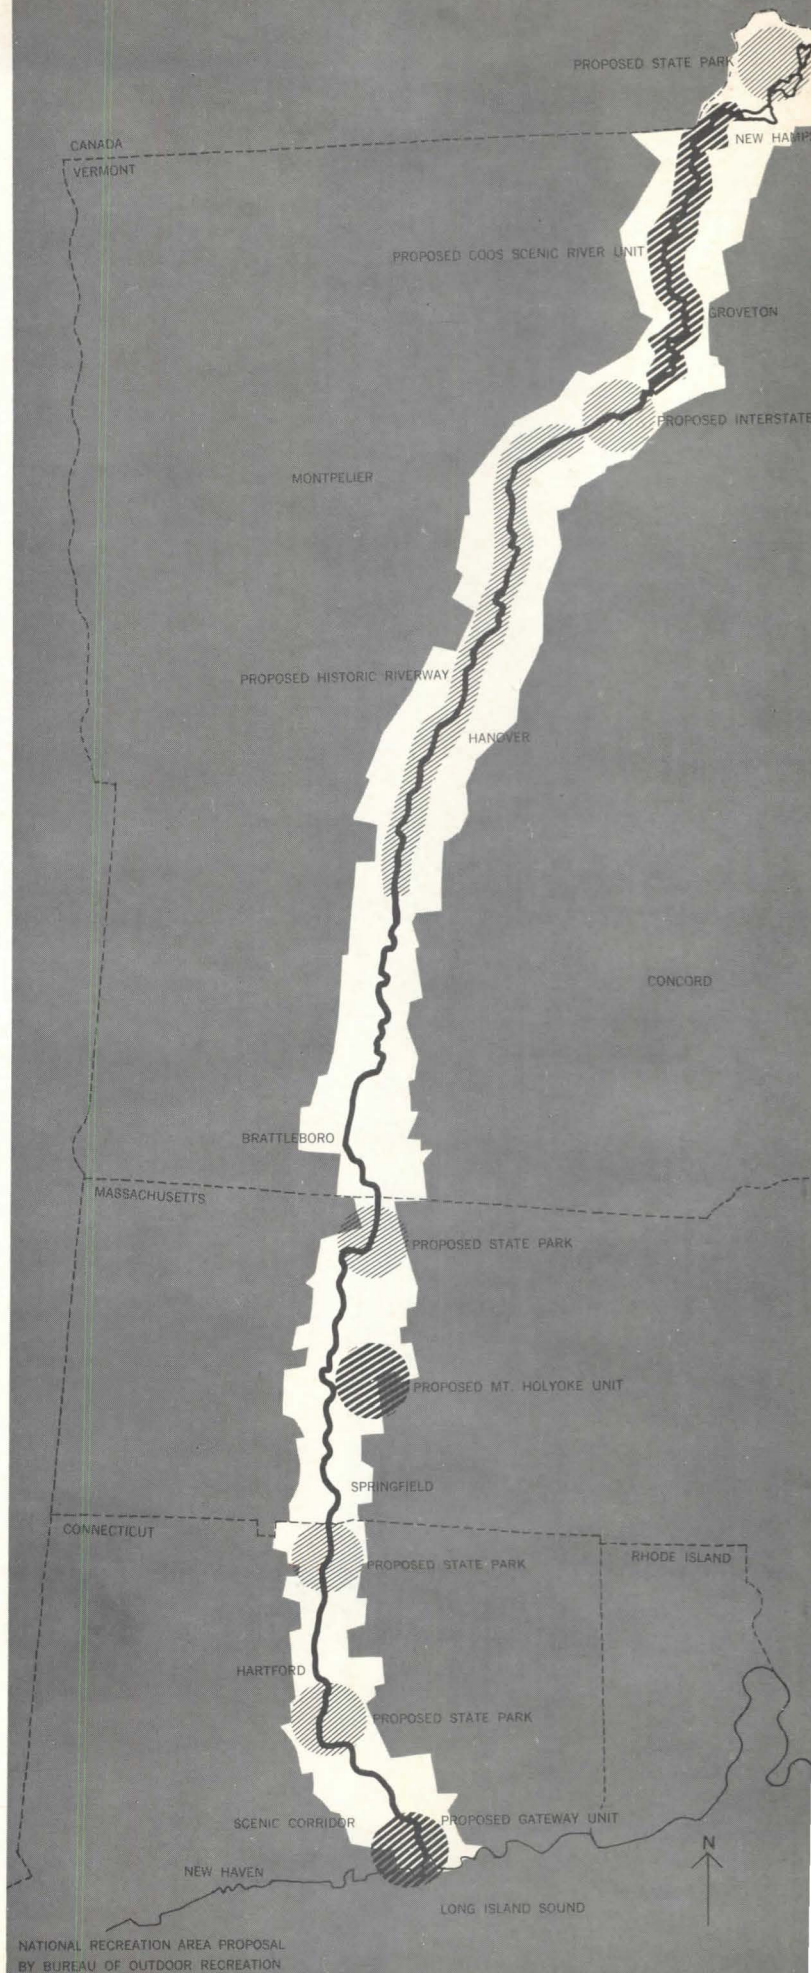 PROPOSED STATE PARK
CANADA
NEW HAMP
VERMONT
PROPOSED COOS SCENIC RIVER UNIT
GROVETON
PROPOSED INTERSTATE
MONTPELIER
PROPOSED HISTORIC RIVERWAY
HANOVER
CONCORD
BRATTLEBORO
MASSACHUSETTS
PROPOSED STATE PARK
PROPOSED MT. HOLYOKE UNIT
SPRINGFIELD
CONNECTICUT
RHODE ISLAND
PROPOSED STATE PARK
HARTFORD
PROPOSED STATE PARK
SCENIC CORRIDOR
PROPOSED GATEWAY UNIT
N
NEW HAVEN
LONG ISLAND SOUND
NATIONAL RECREATION AREA PROPOSAL
BY BUREAU OF OUTDOOR RECREATION